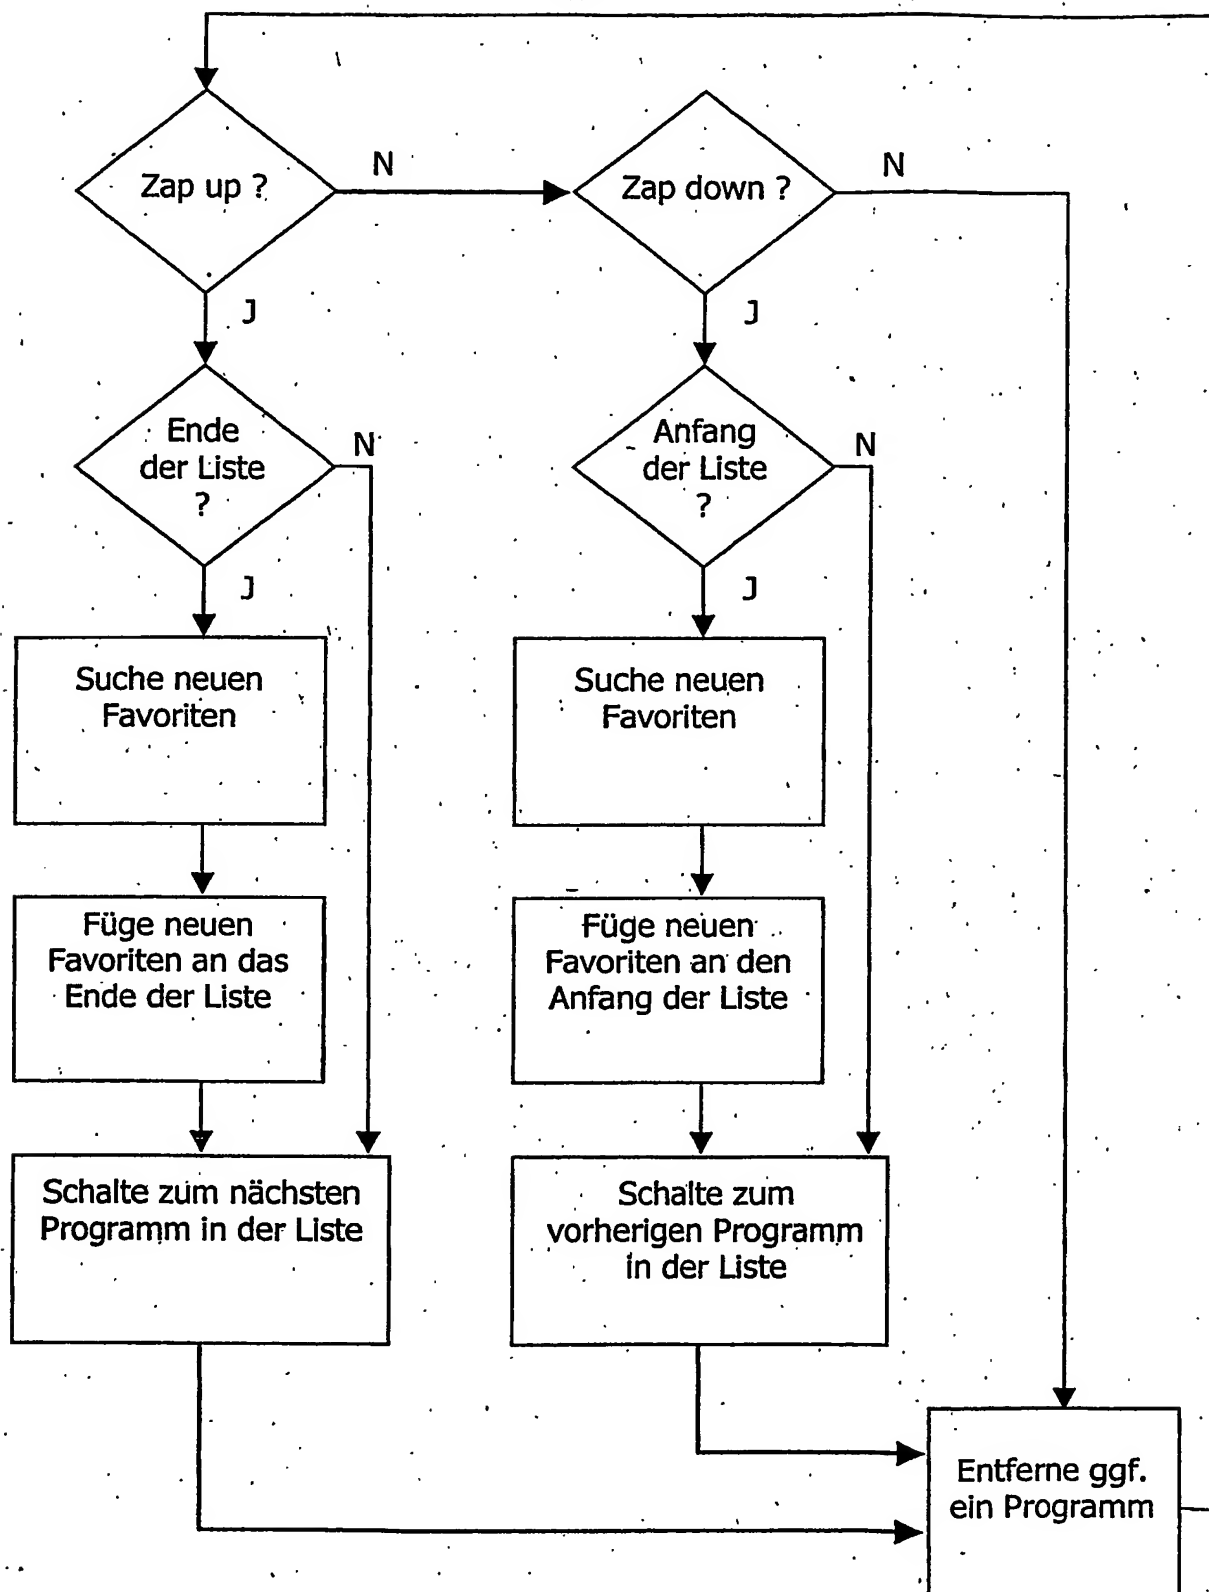 Zap up ?
N
Zap down ?
N
J
J
Ende
der Liste
?
N
Anfang
der Liste
?
N
J
J
Suche neuen
Favoriten
Suche neuen
Favoriten
Füge neuen
Favoriten an das
Ende der Liste
Füge neuen
Favoriten an den
Anfang der Liste
Schalte zum nächsten
Programm in der Liste
Schalte zum
vorherigen Programm
in der Liste
Entferne ggf.
ein Programm